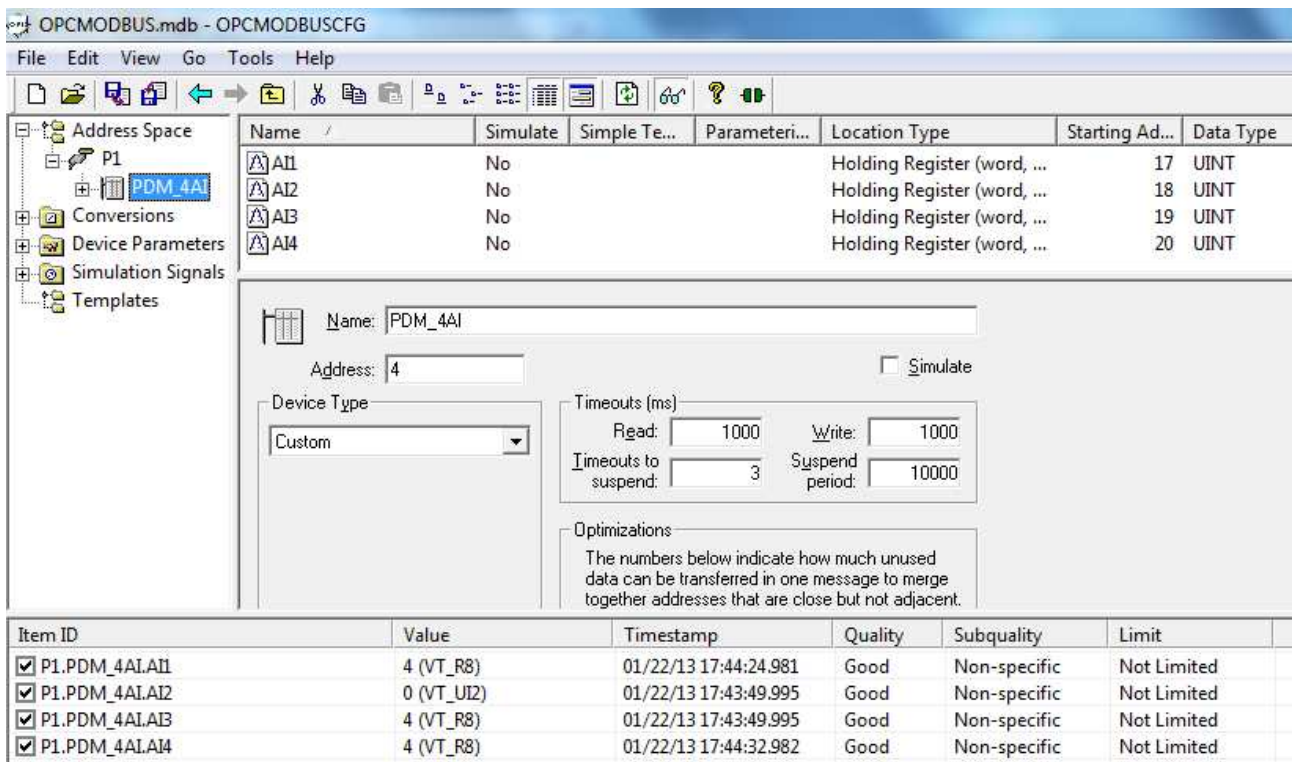 OPCMODBUS.mdb - OPCMODBUSCFG
File Edit View Go Tools Help
Address Space
P1
PDM_4AI
Conversions
Device Parameters
Simulation Signals
Templates
Name Simulate Simple Te... Parameteri... Location Type Starting Ad... Data Type
AI1 No Holding Register (word, ... 17 UINT
AI2 No Holding Register (word, ... 18 UINT
AI3 No Holding Register (word, ... 19 UINT
AI4 No Holding Register (word, ... 20 UINT
Name: PDM_4AI
Address: 4 Simulate
Device Type
Custom
Timeouts (ms)
Read: 1000 Write: 1000
Timeouts to suspend: 3 Suspend period: 10000
Optimizations
The numbers below indicate how much unused
data can be transferred in one message to merge
together addresses that are close but not adjacent.
Item ID Value Timestamp Quality Subquality Limit
P1.PDM_4AI.AI1 4 (VT_R8) 01/22/13 17:44:24.981 Good Non-specific Not Limited
P1.PDM_4AI.AI2 0 (VT_UI2) 01/22/13 17:43:49.995 Good Non-specific Not Limited
P1.PDM_4AI.AI3 4 (VT_R8) 01/22/13 17:43:49.995 Good Non-specific Not Limited
P1.PDM_4AI.AI4 4 (VT_R8) 01/22/13 17:44:32.982 Good Non-specific Not Limited